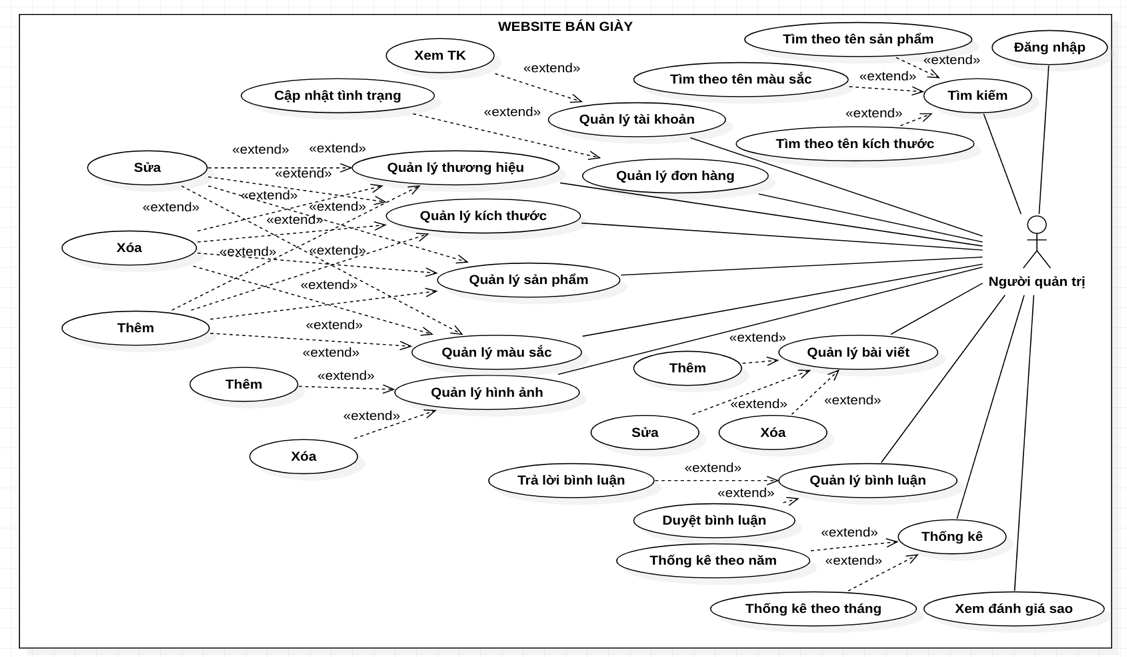 WEBSITE BÁN GIÀY
Tìm theo tên sản phẩm
Đăng nhập
Xem TK
«extend»
«extend»
Tìm theo tên màu sắc
«extend»
Cập nhật tình trạng
Tìm kiếm
«extend»
Quản lý tài khoản
«extend»
Tìm theo tên kích thước
«extend»
«extend»
Sửa
Quản lý thương hiệu
«extend»
Quản lý đơn hàng
«extend»
«extend»
«extend»
Quản lý kích thước
«extend»
Xóa
«extend»
«extend»
Quản lý sản phẩm
Người quản trị
«extend»
Thêm
«extend»
«extend»
«extend»
Quản lý màu sắc
Quản lý bài viết
Thêm
«extend»
Thêm
Quản lý hình ảnh
«extend»
«extend»
«extend»
Sửa
Xóa
Xóa
«extend»
Trả lời bình luận
Quản lý bình luận
«extend»
Duyệt bình luận
«extend»
Thống kê
Thống kê theo năm
«extend»
Thống kê theo tháng
Xem đánh giá sao